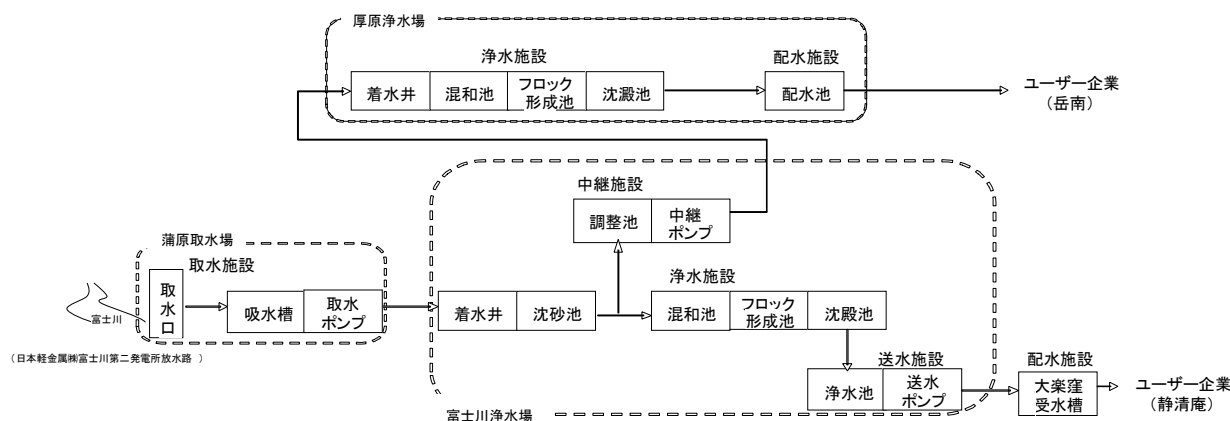 厚原浄水場
浄水施設
配水施設
着水井
混和池
フロック
形成池
沈澱池
配水池
ユーザー企業
(岳南)
中継施設
調整池
中継
ポンプ
蒲原取水場
取水施設
取水口
富士川
吸水槽
取水
ポンプ
(日本軽金属㈱富士川第二発電所放水路 )
着水井
沈砂池
浄水施設
混和池
フロック
形成池
沈殿池
送水施設
浄水池
送水
ポンプ
富士川浄水場
配水施設
大楽窪
受水槽
ユーザー企業
(静清庵)